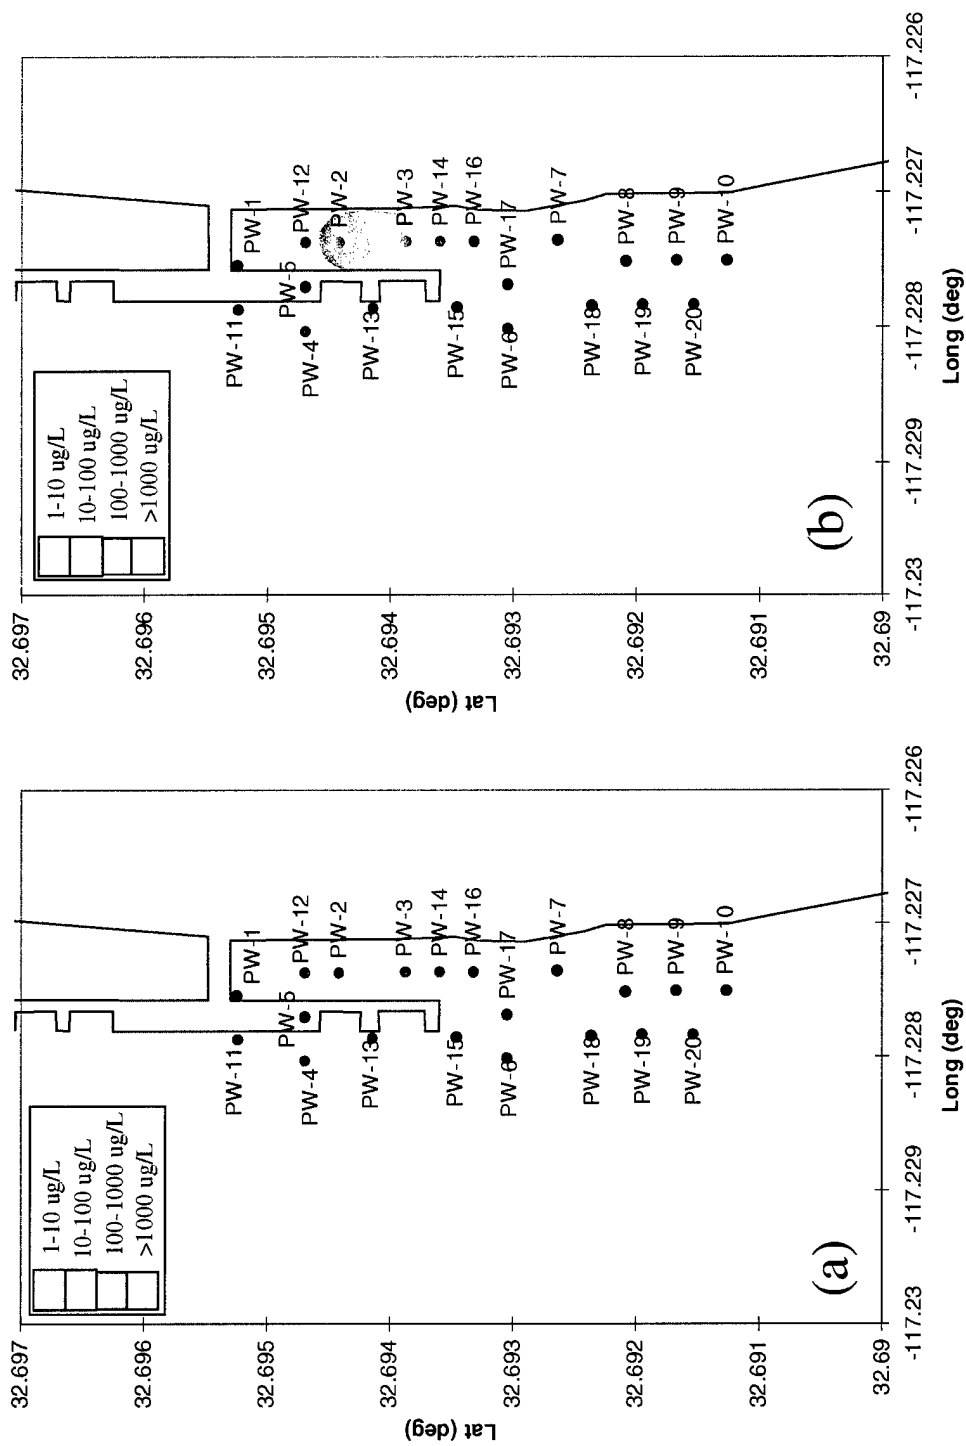 1-10 ug/L
10-100 ug/L
100-1000 ug/L
>1000 ug/L
(a)
Lat (deg)
32.697
32.696
32.695
32.694
32.693
32.692
32.691
32.69
-117.23
-117.229
-117.228
-117.227
-117.226
Long (deg)
PW-11
PW-1
PW-4
PW-5
PW-12
PW-2
PW-13
PW-3
PW-14
PW-15
PW-16
PW-6
PW-17
PW-7
PW-18
PW-8
PW-19
PW-9
PW-20
PW-10
1-10 ug/L
10-100 ug/L
100-1000 ug/L
>1000 ug/L
(b)
Lat (deg)
32.697
32.696
32.695
32.694
32.693
32.692
32.691
32.69
-117.23
-117.229
-117.228
-117.227
-117.226
Long (deg)
PW-11
PW-1
PW-4
PW-5
PW-12
PW-2
PW-13
PW-3
PW-14
PW-15
PW-16
PW-6
PW-17
PW-7
PW-18
PW-8
PW-19
PW-9
PW-20
PW-10